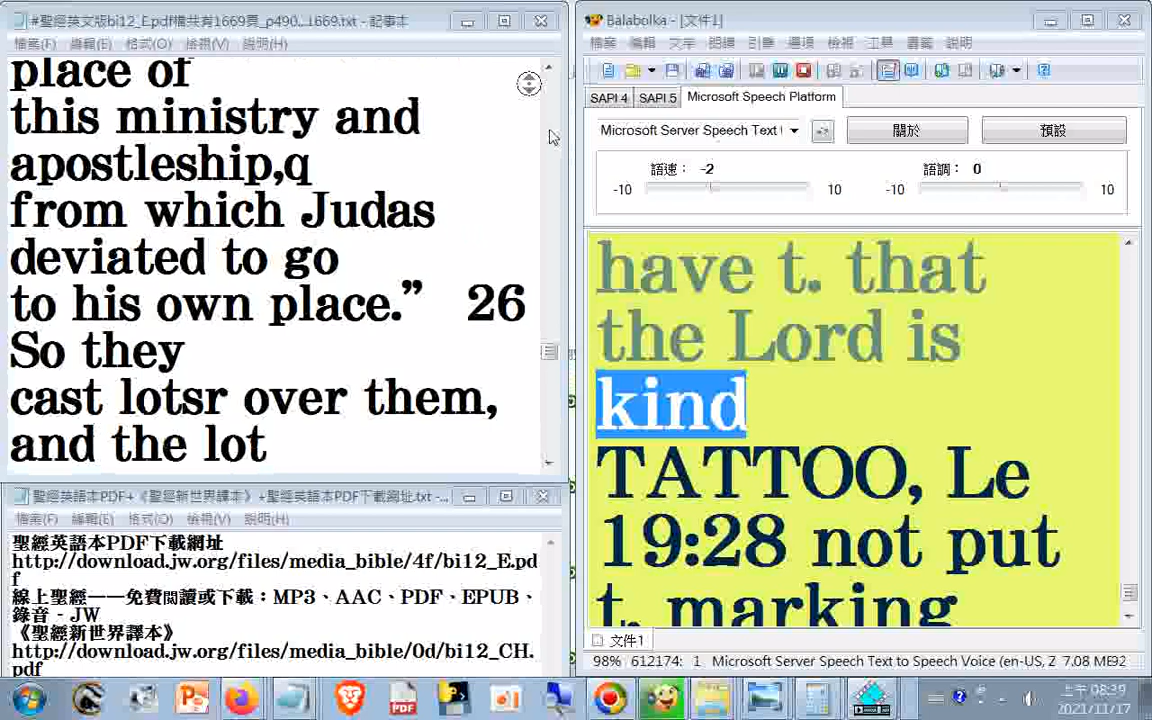 #聖經英文版bi12_E.pdf檔共有1669頁_p490...1669.txt - 記事本
檔案(F) 編輯(E) 格式(O) 檢視(V) 說明(H)
place of
this ministry and
apostleship,q
from which Judas
deviated to go
to his own place.” 26
So they
cast lotsr over them,
and the lot
聖經英語本PDF+《聖經新世界譯本》+聖經英語本PDF下載網址.txt - ...
檔案(F) 編輯(E) 格式(O) 檢視(V) 說明(H)
聖經英語本PDF下載網址
http://download.jw.org/files/media_bible/4f/bi12_E.pd
f
線上聖經——免費閱讀或下載：MP3、AAC、PDF、EPUB、
錄音 - JW
《聖經新世界譯本》
http://download.jw.org/files/media_bible/0d/bi12_CH.
pdf
Balabolka - [文件1]
檔案 編輯 文字 朗讀 引擎 選項 檢視 工具 書籤 說明
SAPI 4 SAPI 5 Microsoft Speech Platform
Microsoft Server Speech Text 關於 預設
語速： -2 語調： 0
-10 10 -10 10
have t. that
the Lord is
kind
TATTOO, Le
19:28 not put
t. marking
文件1
98% 612174: 1 Microsoft Server Speech Text to Speech Voice (en-US, Z 7.08 ME92
上午 08:39
2021/11/17